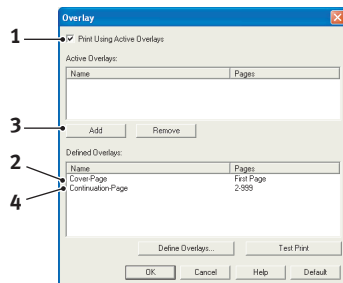 Overlay
1
Print Using Active Overlays
Active Overlays:
Name Pages
3
Add Remove
Defined Overlays:
Name Pages
2
Cover-Page First Page
4
Continuation-Page 2-999
Define Overlays... Test Print
OK Cancel Help Default